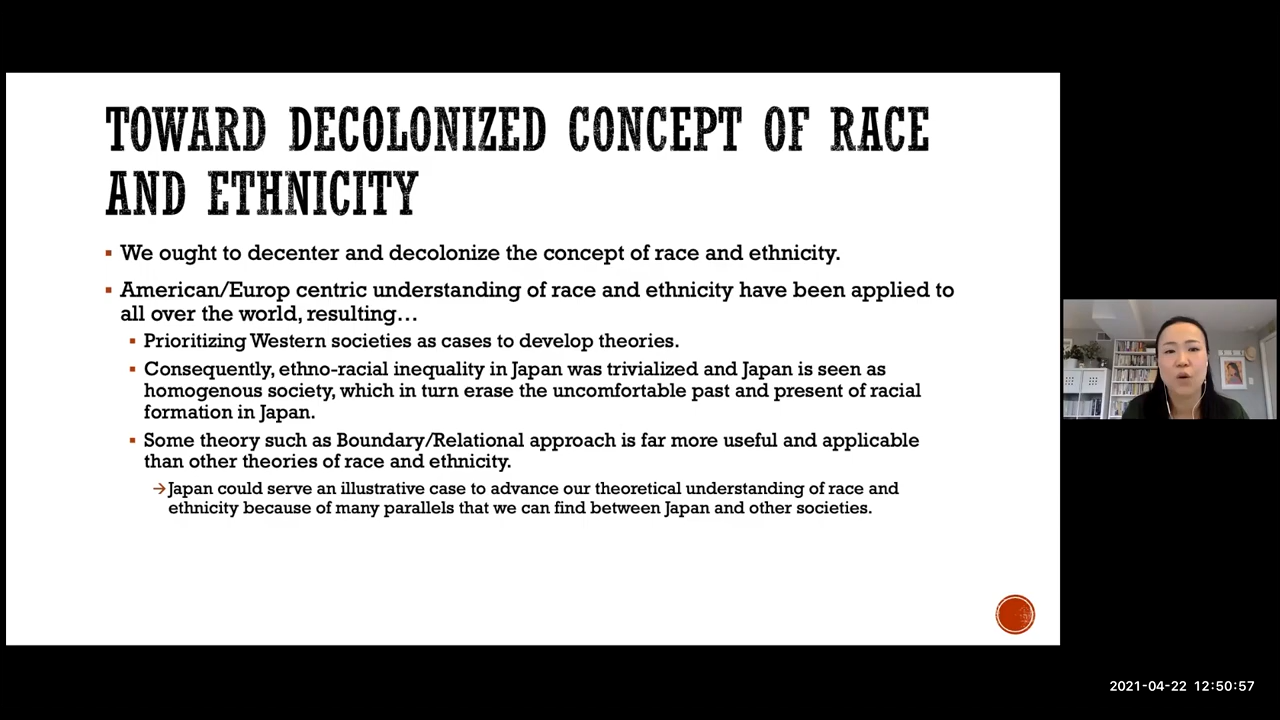 TOWARD DECOLONIZED CONCEPT OF RACE
AND ETHNICITY
▪ We ought to decenter and decolonize the concept of race and ethnicity.
▪ American/Europ centric understanding of race and ethnicity have been applied to
all over the world, resulting…
▪ Prioritizing Western societies as cases to develop theories.
▪ Consequently, ethno-racial inequality in Japan was trivialized and Japan is seen as
homogenous society, which in turn erase the uncomfortable past and present of racial
formation in Japan.
▪ Some theory such as Boundary/Relational approach is far more useful and applicable
than other theories of race and ethnicity.
→Japan could serve an illustrative case to advance our theoretical understanding of race and
ethnicity because of many parallels that we can find between Japan and other societies.
2021-04-22 12:50:57